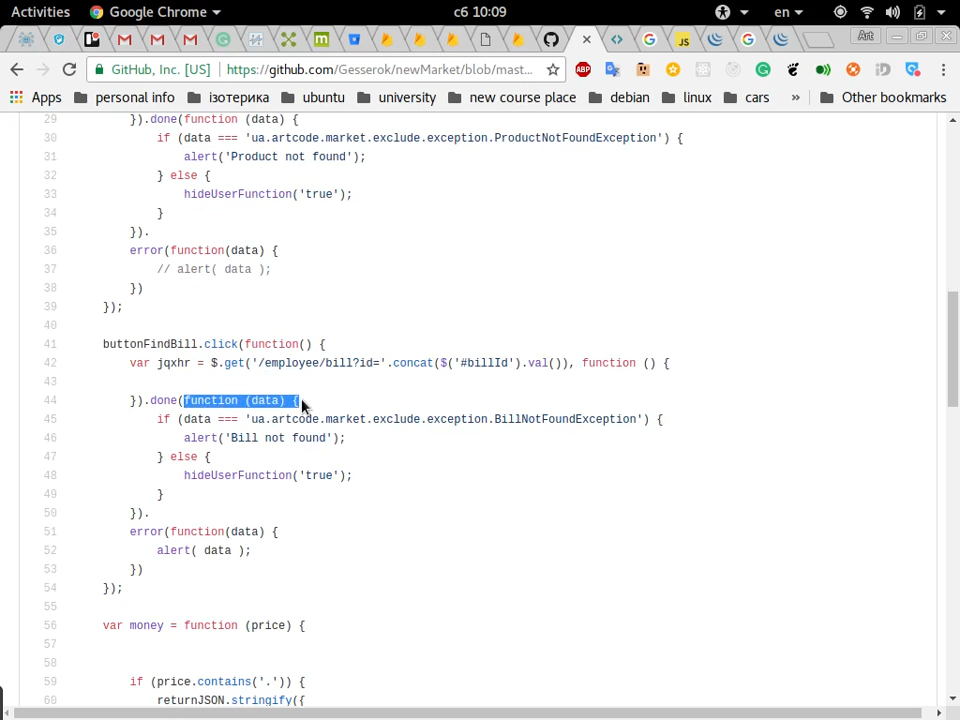 Activities Google Chrome сб 10:09 en
Art
GitHub, Inc. [US] https://github.com/Gesserok/newMarket/blob/mast...
Apps personal info ізотерика ubuntu university new course place debian linux cars » Other bookmarks
29 }).done(function (data) {
30 if (data === 'ua.artcode.market.exclude.exception.ProductNotFoundException') {
31 alert('Product not found');
32 } else {
33 hideUserFunction('true');
34 }
35 }).
36 error(function(data) {
37 // alert( data );
38 })
39 });
40
41 buttonFindBill.click(function() {
42 var jqxhr = $.get('/employee/bill?id='.concat($('#billId').val()), function () {
43
44 }).done(function (data) {
45 if (data === 'ua.artcode.market.exclude.exception.BillNotFoundException') {
46 alert('Bill not found');
47 } else {
48 hideUserFunction('true');
49 }
50 }).
51 error(function(data) {
52 alert( data );
53 })
54 });
55
56 var money = function (price) {
57
58
59 if (price.contains('.')) {
60 returnJSON.stringify({